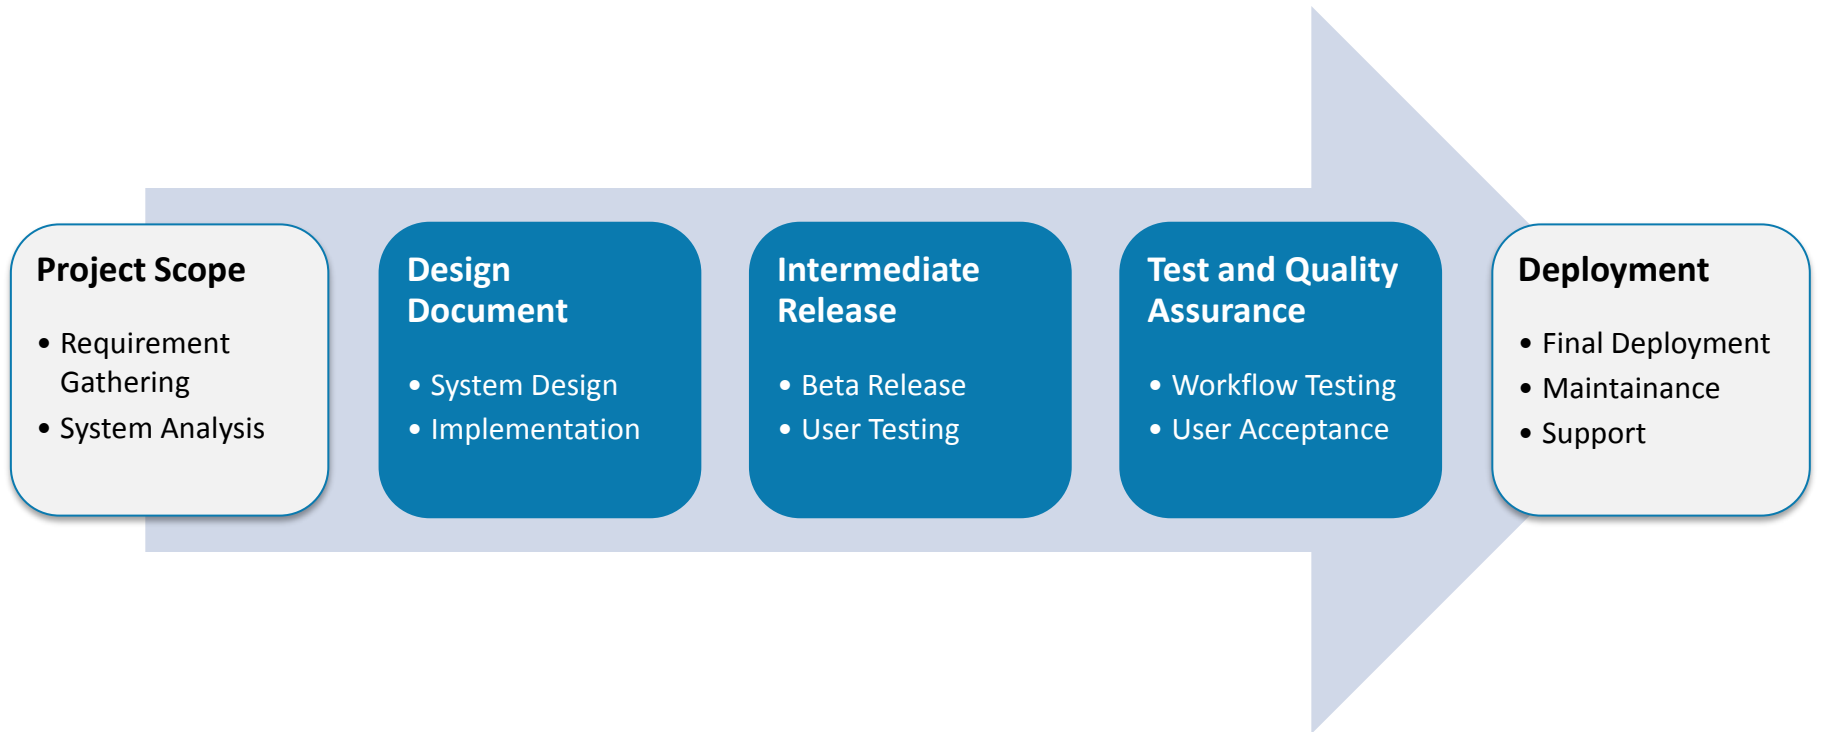 Project Scope
• Requirement
Gathering
• System Analysis
Design
Document
• System Design
• Implementation
Intermediate
Release
• Beta Release
• User Testing
Test and Quality
Assurance
• Workflow Testing
• User Acceptance
Deployment
• Final Deployment
• Maintainance
• Support